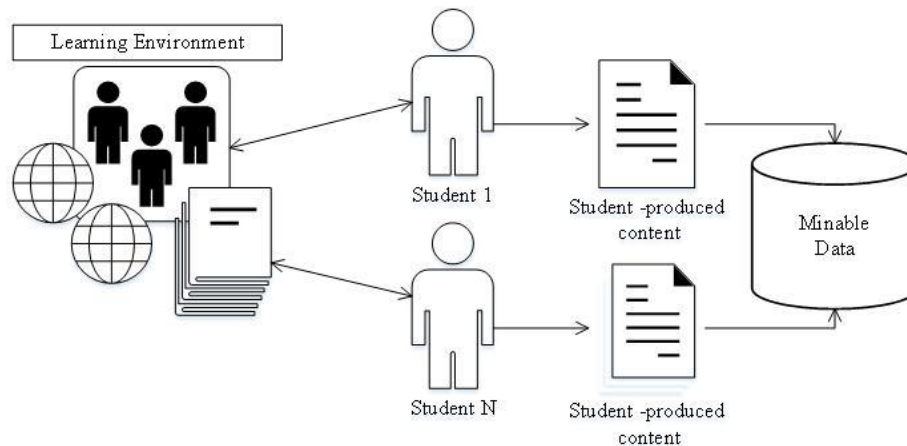 Learning Environment
Student 1
Student -produced
content
Minable
Data
Student N
Student -produced
content